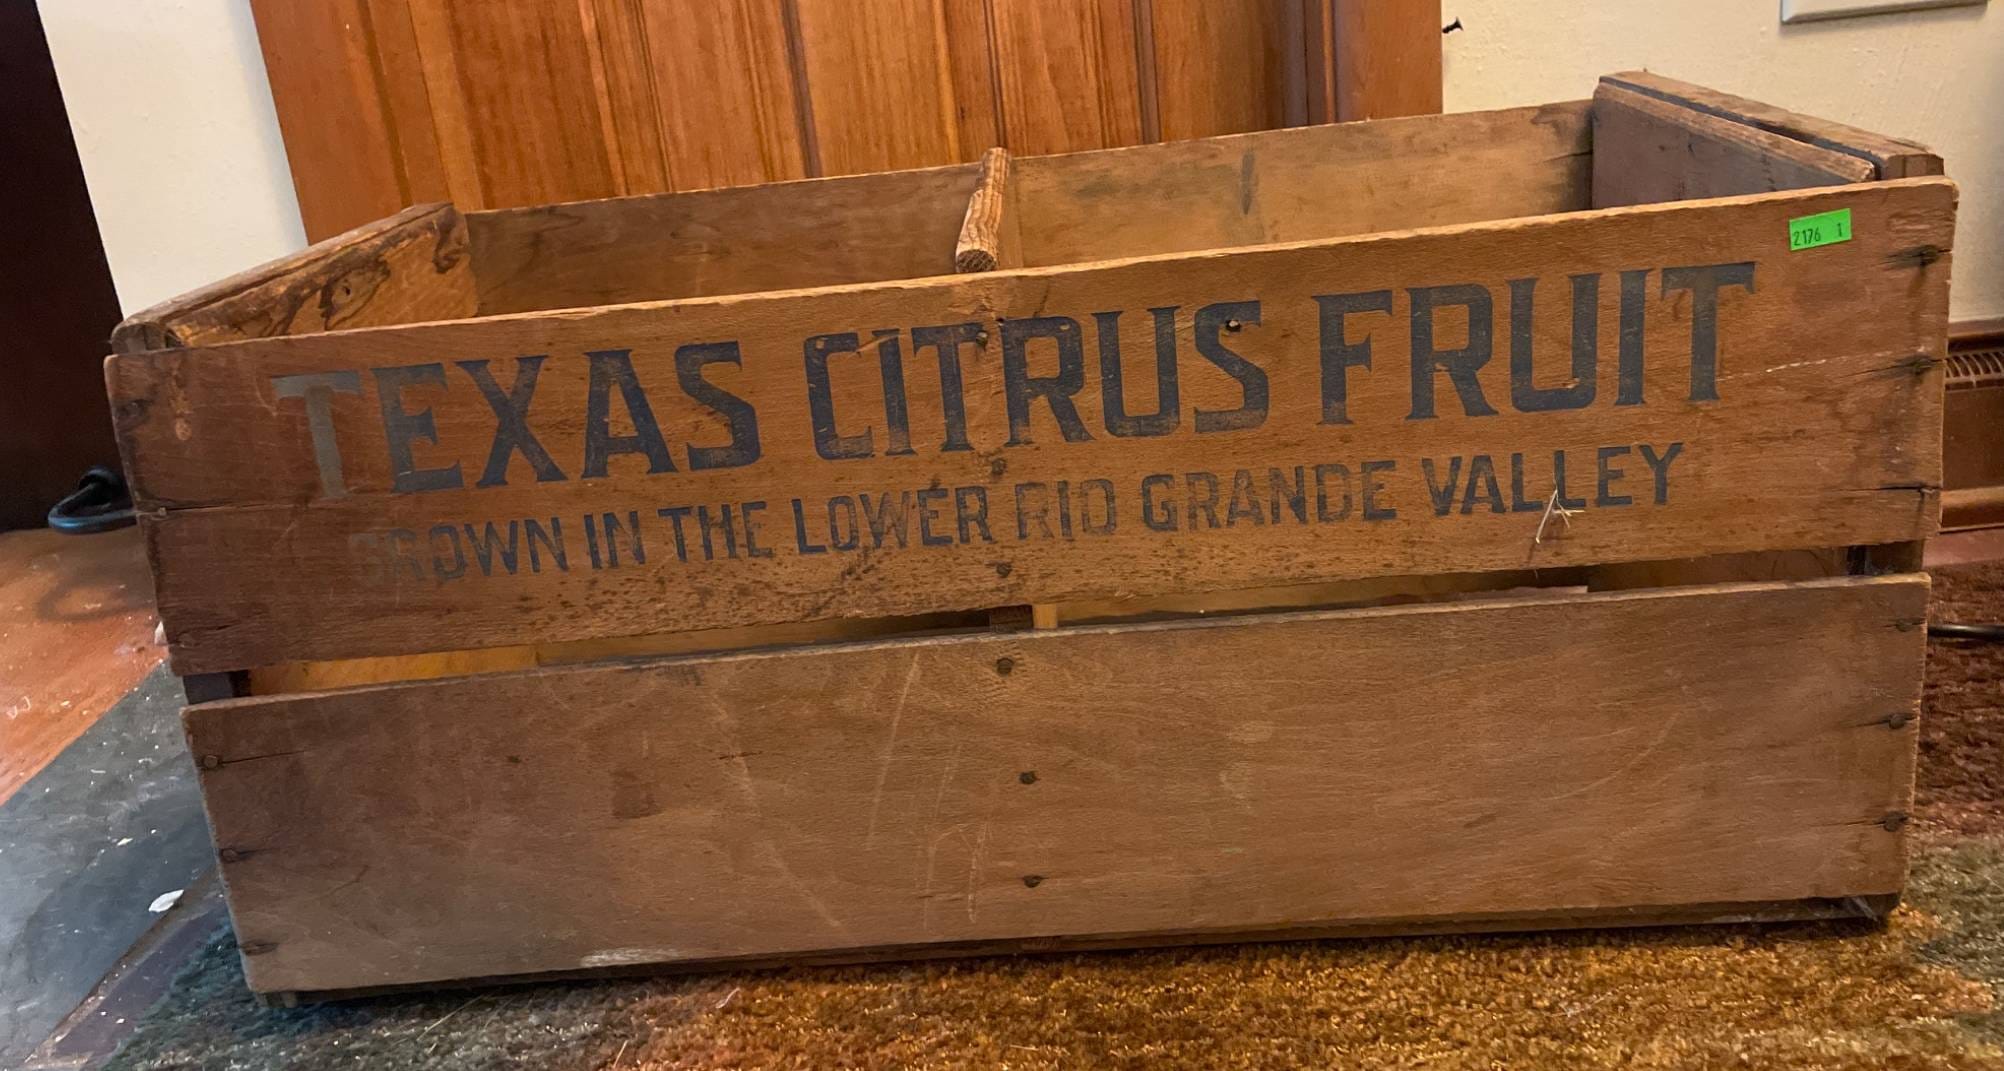 2176 1
TEXAS CITRUS FRUIT
GROWN IN THE LOWER RIO GRANDE VALLEY